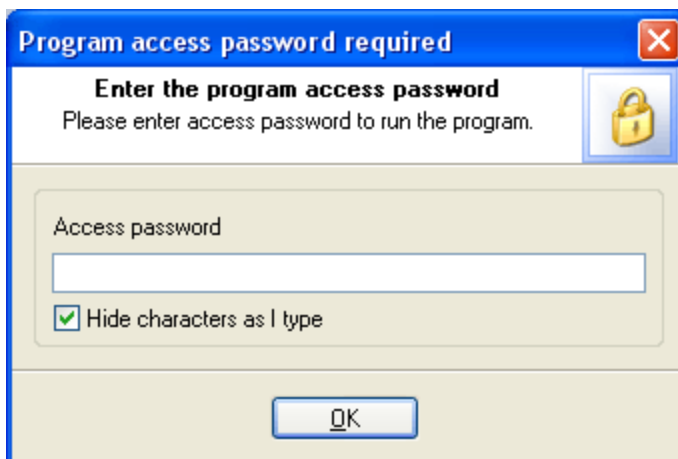 Program access password required
Enter the program access password
Please enter access password to run the program.
Access password
Hide characters as I type
OK